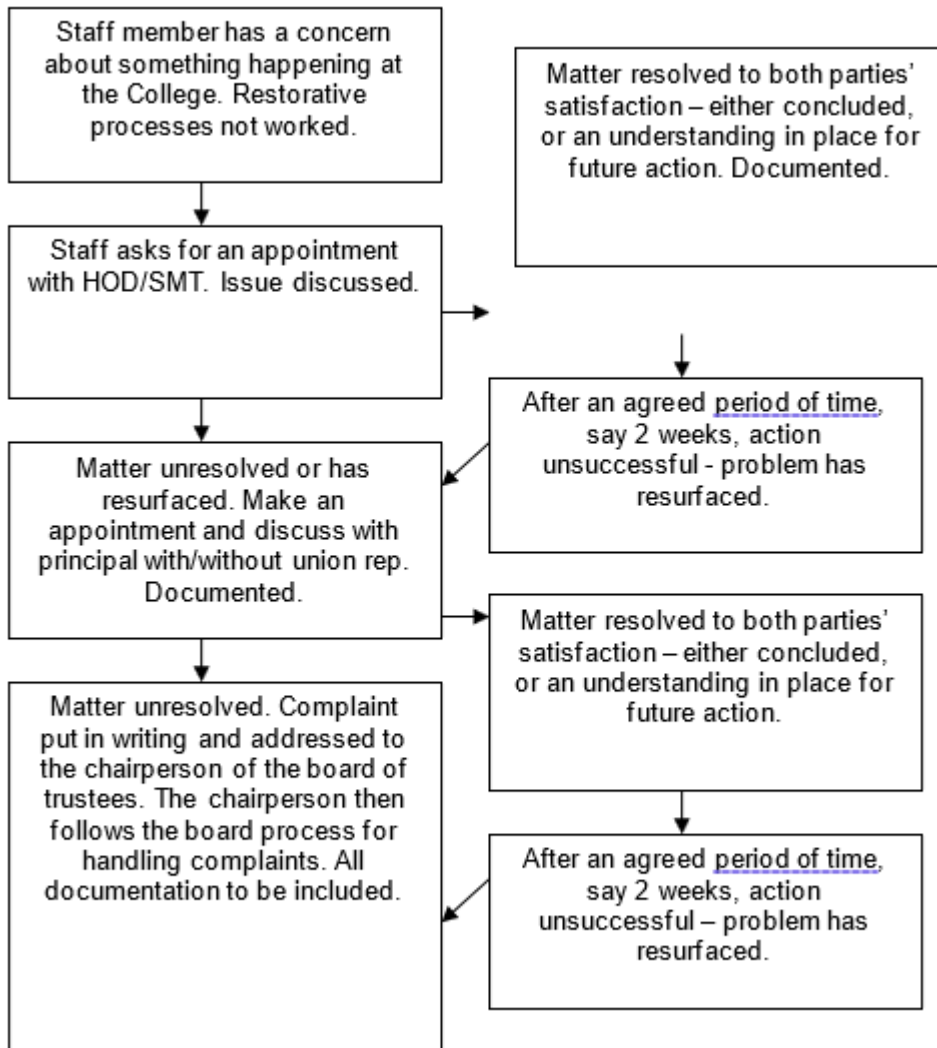 Staff member has a concern
about something happening at
the College. Restorative
processes not worked.
Matter resolved to both parties’
satisfaction – either concluded,
or an understanding in place for
future action. Documented.
Staff asks for an appointment
with HOD/SMT. Issue discussed.
After an agreed period of time,
say 2 weeks, action
unsuccessful - problem has
resurfaced.
Matter unresolved or has
resurfaced. Make an
appointment and discuss with
principal with/without union rep.
Documented.
Matter resolved to both parties’
satisfaction – either concluded,
or an understanding in place for
future action.
Matter unresolved. Complaint
put in writing and addressed to
the chairperson of the board of
trustees. The chairperson then
follows the board process for
handling complaints. All
documentation to be included.
After an agreed period of time,
say 2 weeks, action
unsuccessful – problem has
resurfaced.